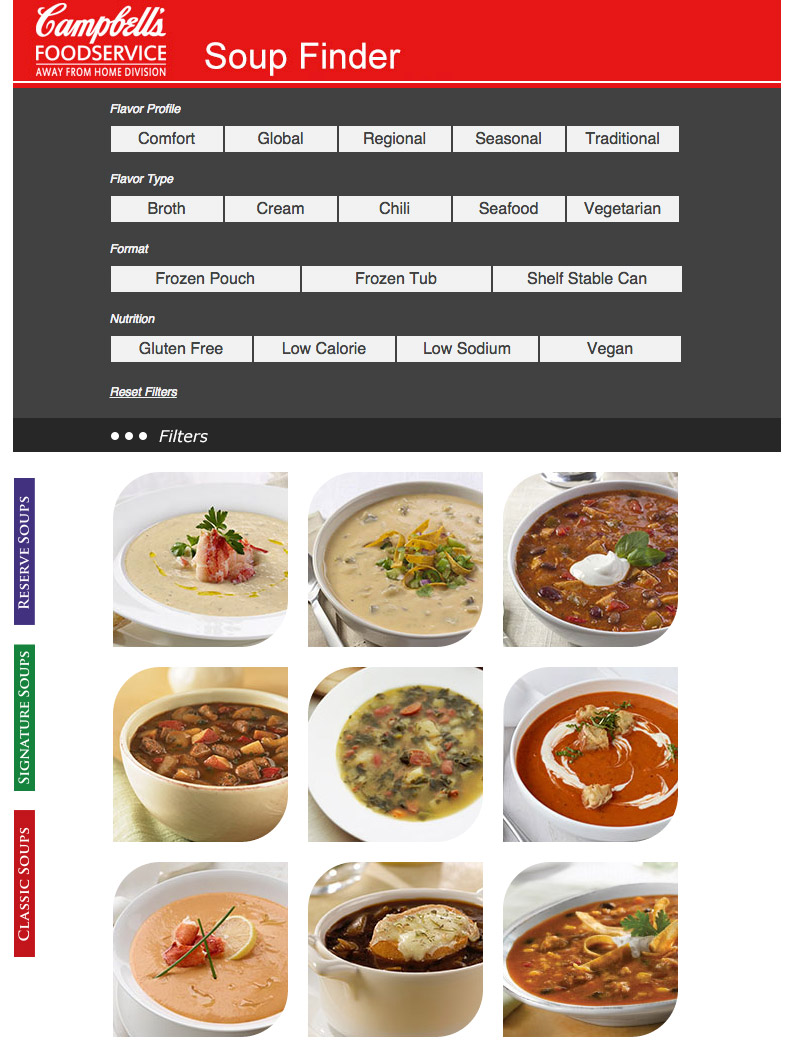 Campbell's
FOODSERVICE
AWAY FROM HOME DIVISION
Soup Finder
Flavor Profile
Comfort Global Regional Seasonal Traditional
Flavor Type
Broth Cream Chili Seafood Vegetarian
Format
Frozen Pouch Frozen Tub Shelf Stable Can
Nutrition
Gluten Free Low Calorie Low Sodium Vegan
Reset Filters
Filters
RESERVE SOUPS
SIGNATURE SOUPS
CLASSIC SOUPS